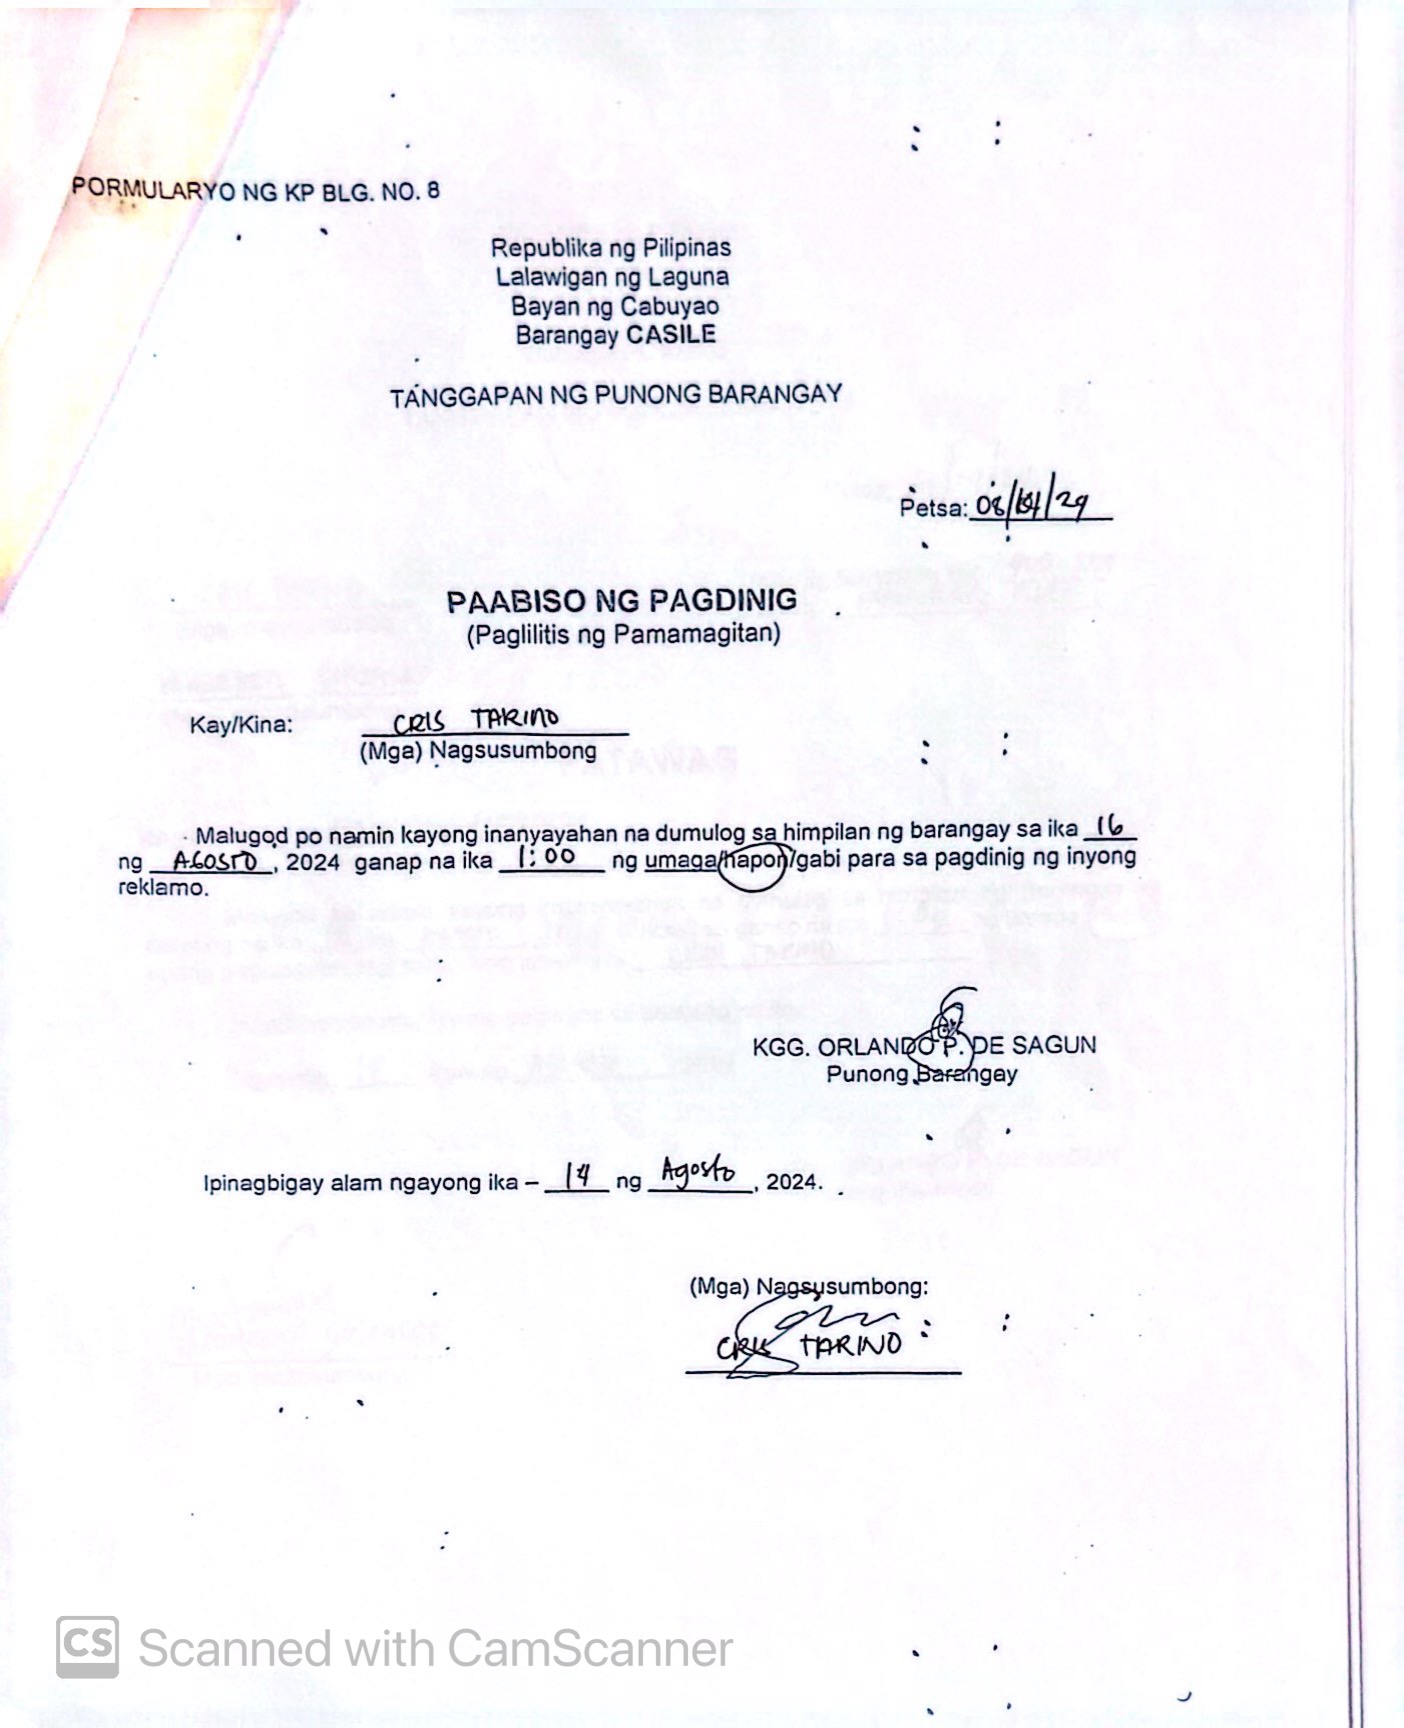 PORMULARYO NG KP BLG. NO. 8
Republika ng Pilipinas
Lalawigan ng Laguna
Bayan ng Cabuyao
Barangay CASILE
TANGGAPAN NG PUNONG BARANGAY
Petsa: 08/14/24
PAABISO NG PAGDINIG
(Paglilitis ng Pamamagitan)
Kay/Kina: CRIS TARINO
(Mga) Nagsusumbong
Malugod po namin kayong inanyayahan na dumulog sa himpilan ng barangay sa ika 16
ng AGOSTO, 2024 ganap na ika 1:00 ng umaga/hapon/gabi para sa pagdinig ng inyong
reklamo.
KGG. ORLANDO P. DE SAGUN
Punong Barangay
Ipinagbigay alam ngayong ika – 14 ng Agosto, 2024.
(Mga) Nagsusumbong:
CRIS TARINO
CS Scanned with CamScanner